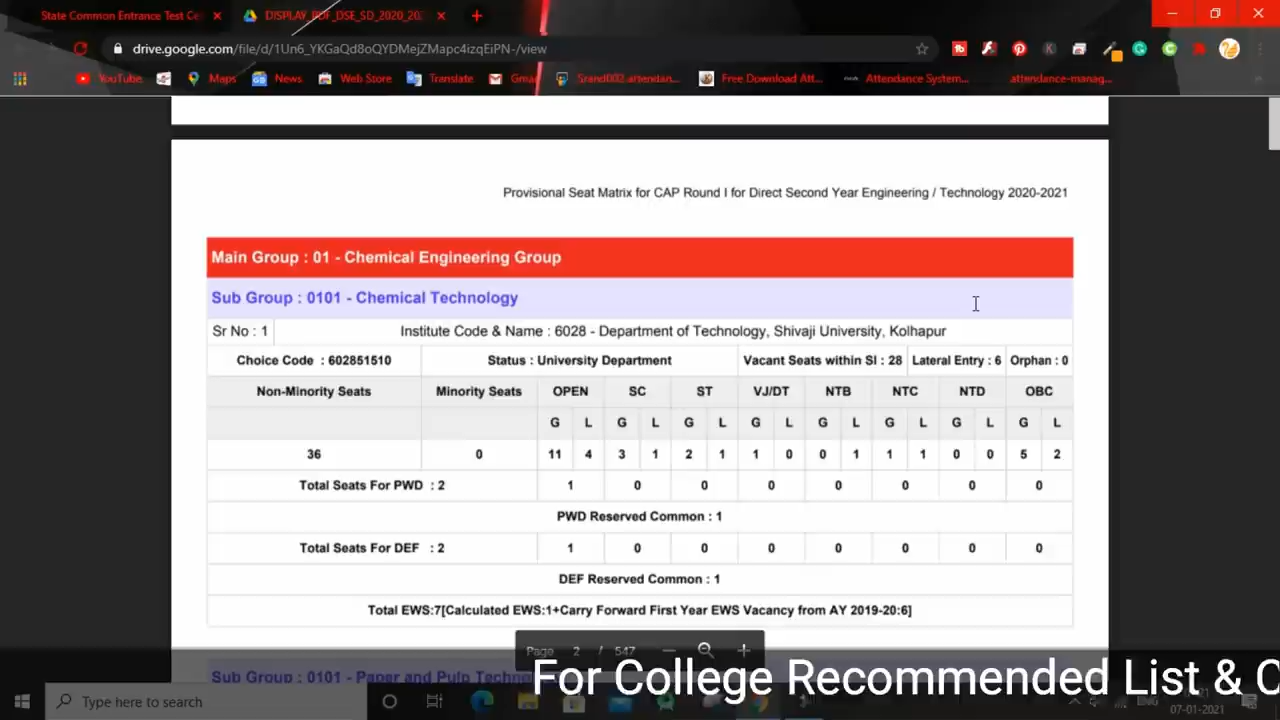 State Common Entrance Test Ce
DISPLAY_PDF_DSE_SD_2020_202
drive.google.com/file/d/1Un6_YKGaQd8oQYDMejZMapc4izqEiPN-/view
YouTube Maps News Web Store Translate Gmai Srand002-attendan... Free Download Att... Attendance System... attendance-manag...
Provisional Seat Matrix for CAP Round I for Direct Second Year Engineering / Technology 2020-2021
Main Group : 01 - Chemical Engineering Group
Sub Group : 0101 - Chemical Technology
Sr No : 1 Institute Code & Name : 6028 - Department of Technology, Shivaji University, Kolhapur
Choice Code : 602851510 Status : University Department Vacant Seats within SI : 28 Lateral Entry : 6 Orphan : 0
Non-Minority Seats Minority Seats OPEN SC ST VJ/DT NTB NTC NTD OBC
G L G L G L G L G L G L G L G L
36 0 11 4 3 1 2 1 1 0 0 1 1 1 0 0 5 2
Total Seats For PWD : 2 1 0 0 0 0 0 0 0
PWD Reserved Common : 1
Total Seats For DEF : 2 1 0 0 0 0 0 0 0
DEF Reserved Common : 1
Total EWS:7[Calculated EWS:1+Carry Forward First Year EWS Vacancy from AY 2019-20:6]
Page 2 / 547
Sub Group : 0101 - Paper and Pulp Techno
For College Recommended List & C
Type here to search
ENG
07-01-2021